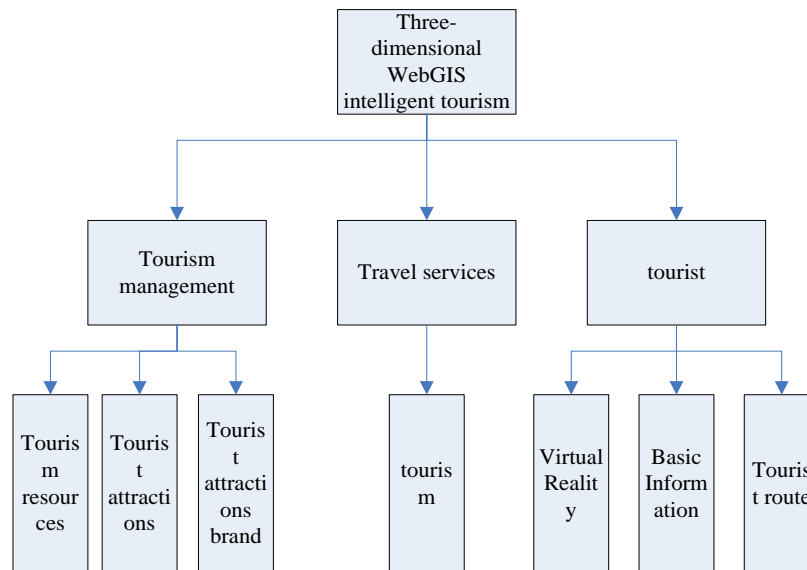 Three-
dimensional
WebGIS
intelligent tourism
Tourism
management
Travel services
tourist
Touris
m
resour
ces
Touris
t
attracti
ons
Touris
t
attracti
ons
brand
touris
m
Virtual
Realit
y
Basic
Inform
ation
Touris
t route